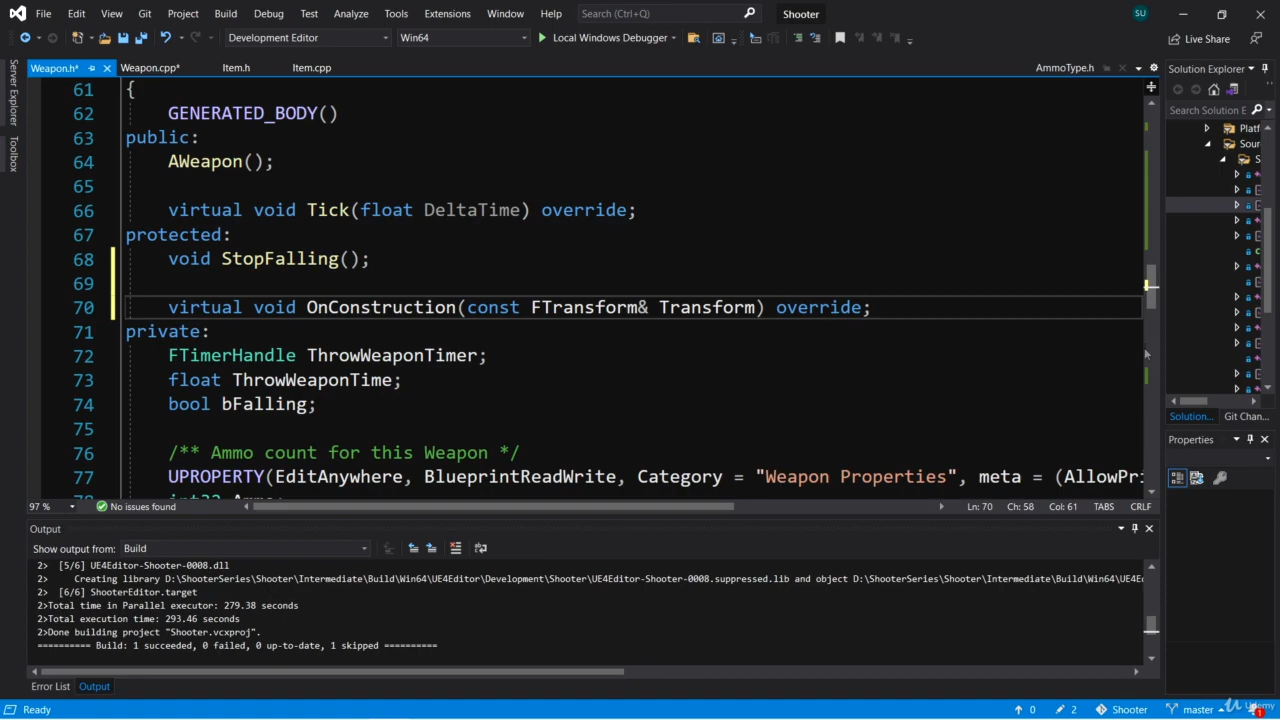 File Edit View Git Project Build Debug Test Analyze Tools Extensions Window Help Search (Ctrl+Q) Shooter SU
Development Editor Win64 Local Windows Debugger Live Share
Weapon.h* Weapon.cpp* Item.h Item.cpp AmmoType.h
Server Explorer
Toolbox
61 {
62 GENERATED_BODY()
63 public:
64 AWeapon();
65
66 virtual void Tick(float DeltaTime) override;
67 protected:
68 void StopFalling();
69
70 virtual void OnConstruction(const FTransform& Transform) override;
71 private:
72 FTimerHandle ThrowWeaponTimer;
73 float ThrowWeaponTime;
74 bool bFalling;
75
76 /** Ammo count for this Weapon */
77 UPROPERTY(EditAnywhere, BlueprintReadWrite, Category = "Weapon Properties", meta = (AllowPri
97 % No issues found Ln: 70 Ch: 58 Col: 61 TABS CRLF
Output
Show output from: Build
2> [5/6] UE4Editor-Shooter-0008.dll
2> Creating library D:\ShooterSeries\Shooter\Intermediate\Build\Win64\UE4Editor\Development\Shooter\UE4Editor-Shooter-0008.suppressed.lib and object D:\ShooterSeries\Shooter\Intermediate\Build\Win64\UE4E
2> [6/6] ShooterEditor.target
2>Total time in Parallel executor: 279.38 seconds
2>Total execution time: 293.46 seconds
2>Done building project "Shooter.vcxproj".
========== Build: 1 succeeded, 0 failed, 0 up-to-date, 1 skipped ==========
Error List Output
Solution Explorer
Search Solution E
Platf
Sour
S
Solution... Git Chan...
Properties
Ready 0 2 Shooter master 1
Udemy